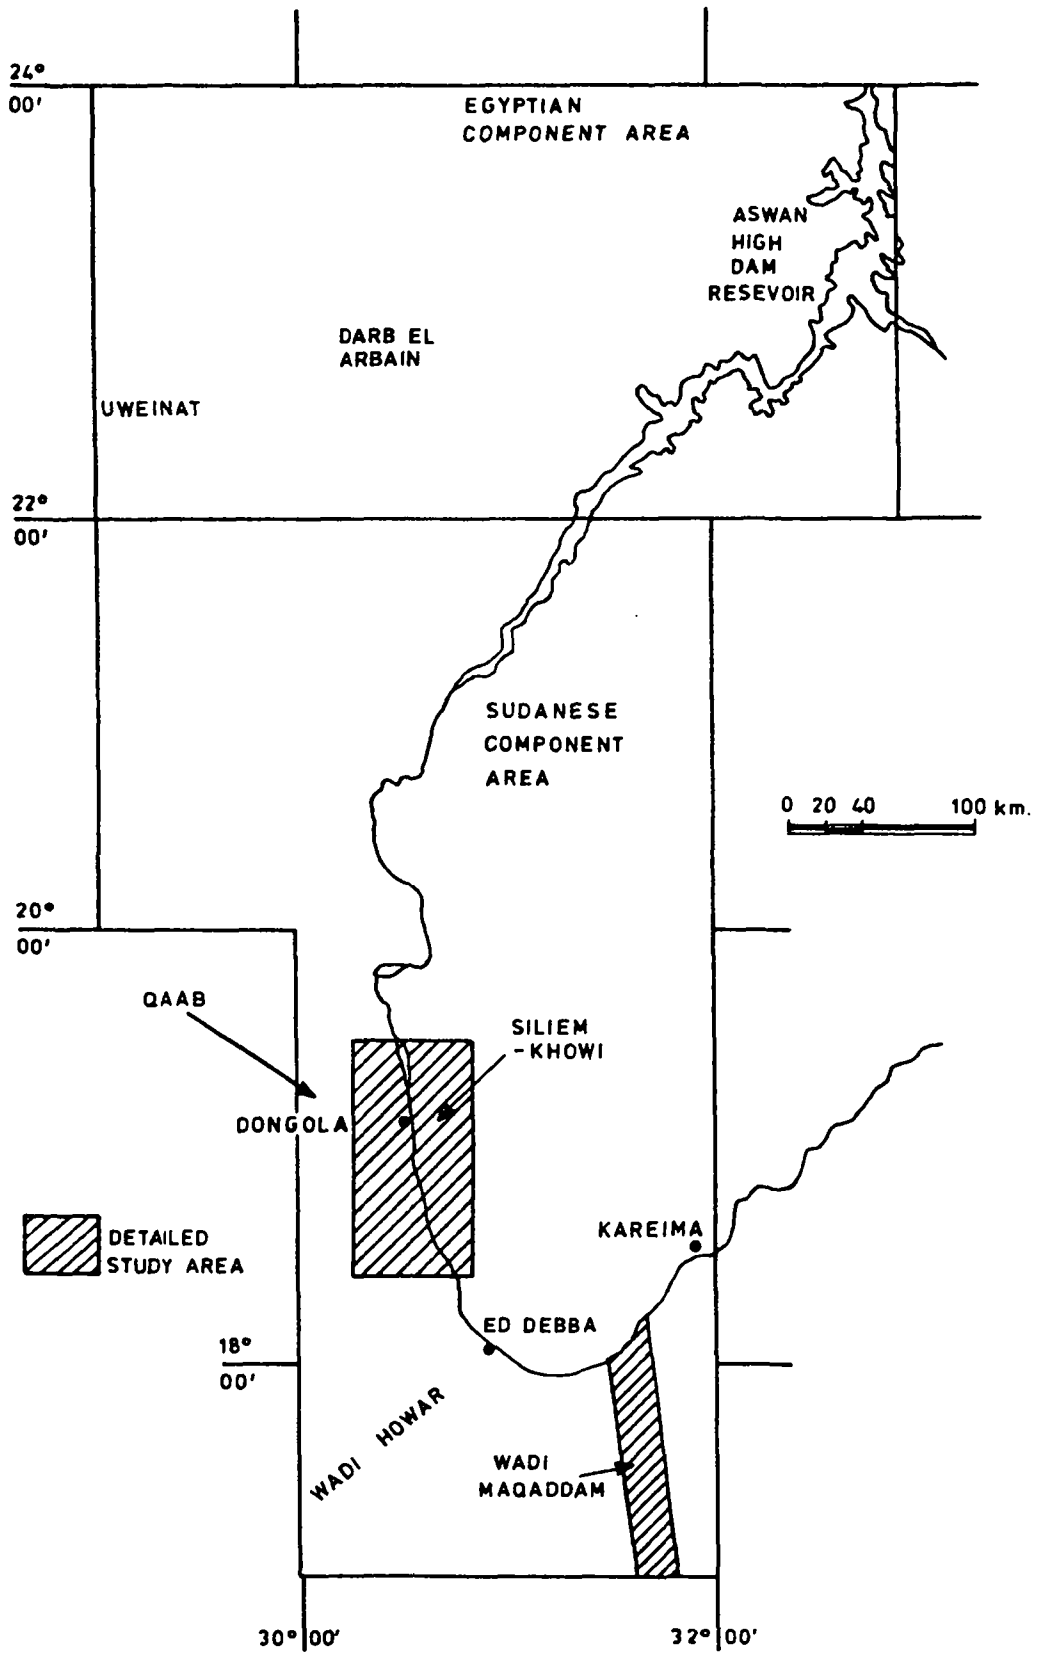 24°
00'
EGYPTIAN
COMPONENT AREA
ASWAN
HIGH
DAM
RESEVOIR
DARB EL
ARBAIN
UWEINAT
22°
00'
SUDANESE
COMPONENT
AREA
0 20 40 100 km.
20°
00'
QAAB
SILIEM
-KHOWI
DONGOLA
DETAILED
STUDY AREA
KAREIMA
ED DEBBA
18°
00'
WADI HOWAR
WADI
MAQADDAM
30°00'
32°00'